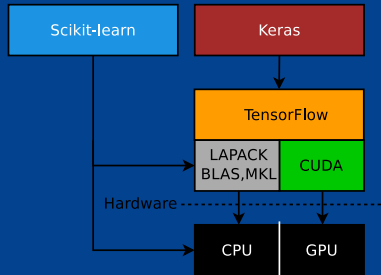 Scikit-learn
Keras
TensorFlow
LAPACK
BLAS,MKL
CUDA
Hardware
CPU
GPU